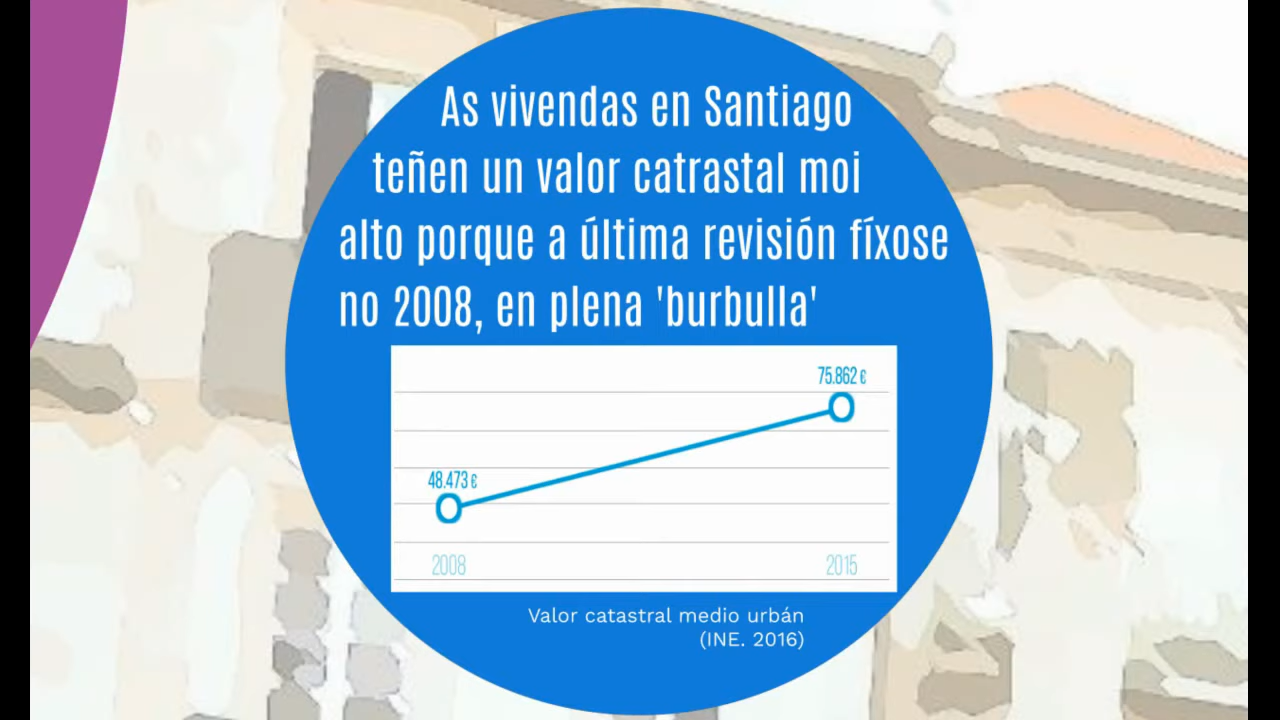 As vivendas en Santiago
teñen un valor catrastal moi
alto porque a última revisión fíxose
no 2008, en plena 'burbulla'
75.862 €
48.473 €
2008 2015
Valor catastral medio urbán
(INE. 2016)